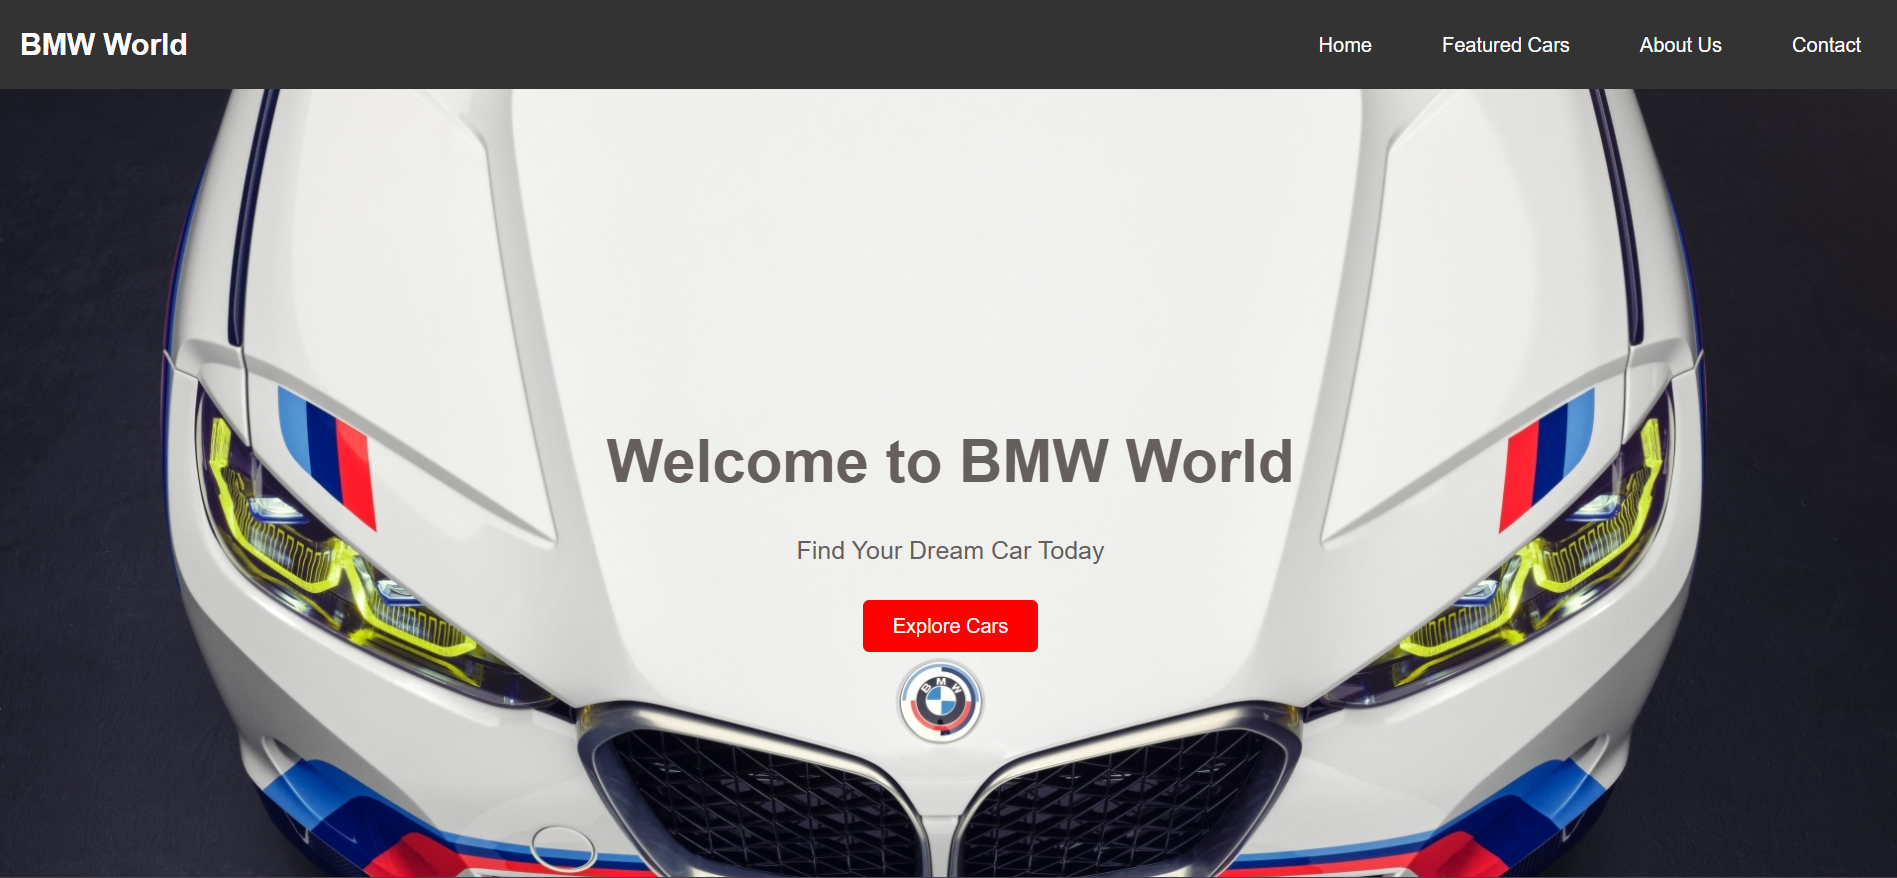 BMW World
Home Featured Cars About Us Contact
Welcome to BMW World
Find Your Dream Car Today
Explore Cars
BMW